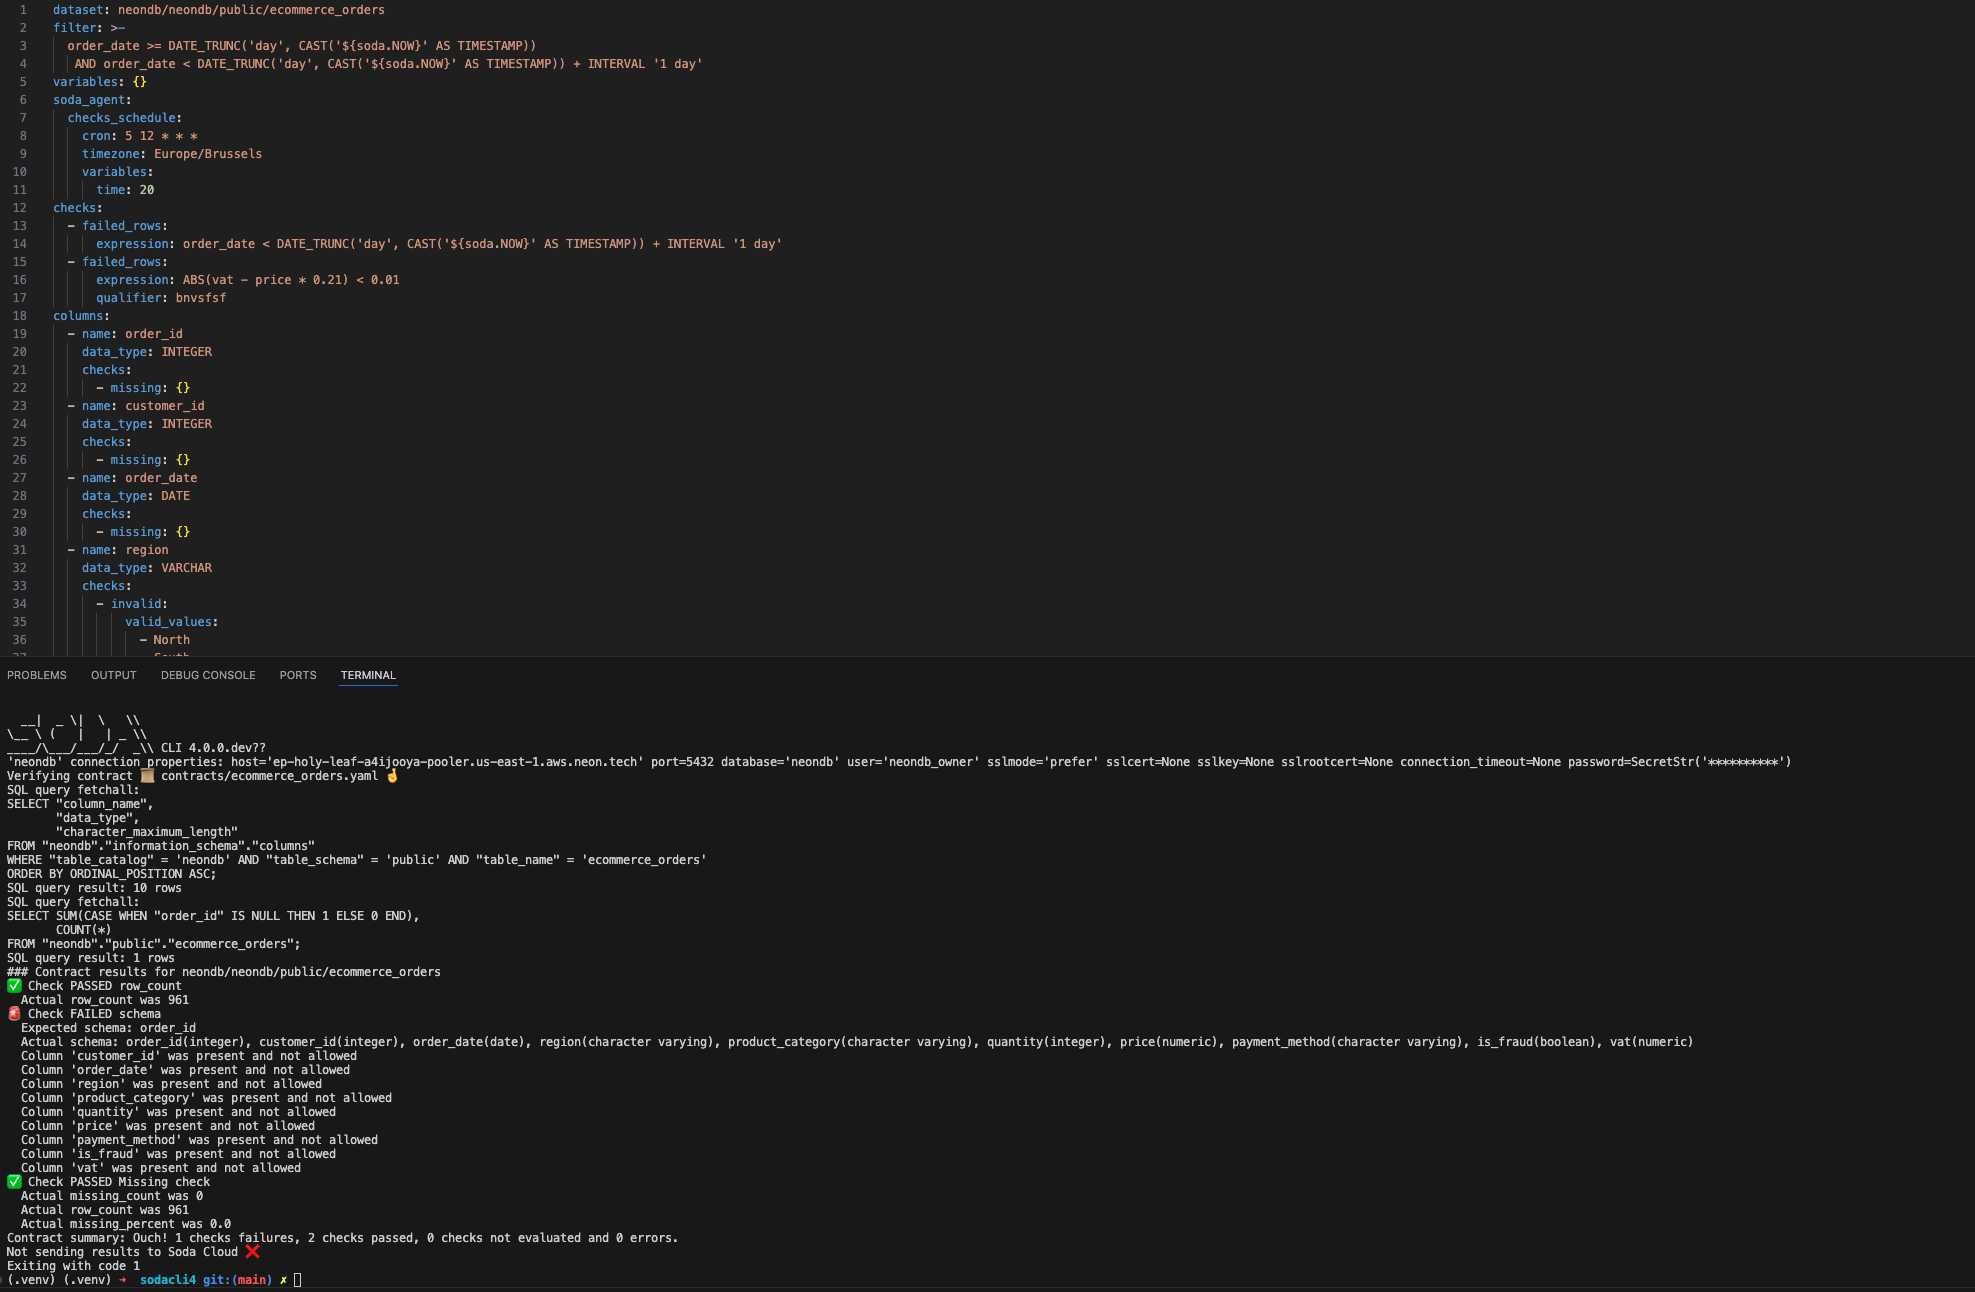 1 dataset: neondb/neondb/public/ecommerce_orders
2 filter: >-
3 order_date >= DATE_TRUNC('day', CAST('${soda.NOW}' AS TIMESTAMP))
4 AND order_date < DATE_TRUNC('day', CAST('${soda.NOW}' AS TIMESTAMP)) + INTERVAL '1 day'
5 variables: {}
6 soda_agent:
7 checks_schedule:
8 cron: 5 12 * * *
9 timezone: Europe/Brussels
10 variables:
11 time: 20
12 checks:
13 - failed_rows:
14 expression: order_date < DATE_TRUNC('day', CAST('${soda.NOW}' AS TIMESTAMP)) + INTERVAL '1 day'
15 - failed_rows:
16 expression: ABS(vat - price * 0.21) < 0.01
17 qualifier: bnvsfsf
18 columns:
19 - name: order_id
20 data_type: INTEGER
21 checks:
22 - missing: {}
23 - name: customer_id
24 data_type: INTEGER
25 checks:
26 - missing: {}
27 - name: order_date
28 data_type: DATE
29 checks:
30 - missing: {}
31 - name: region
32 data_type: VARCHAR
33 checks:
34 - invalid:
35 valid_values:
36 - North
PROBLEMS OUTPUT DEBUG CONSOLE PORTS TERMINAL
  __|  _ \|  \   \\
\__ \ (   |   | _ \\
____/\___/___/_/  _\\ CLI 4.0.0.dev??
'neondb' connection properties: host='ep-holy-leaf-a4ijooya-pooler.us-east-1.aws.neon.tech' port=5432 database='neondb' user='neondb_owner' sslmode='prefer' sslcert=None sslkey=None sslrootcert=None connection_timeout=None password=SecretStr('**********')
Verifying contract 📜 contracts/ecommerce_orders.yaml 🤞
SQL query fetchall:
SELECT "column_name",
"data_type",
"character_maximum_length"
FROM "neondb"."information_schema"."columns"
WHERE "table_catalog" = 'neondb' AND "table_schema" = 'public' AND "table_name" = 'ecommerce_orders'
ORDER BY ORDINAL_POSITION ASC;
SQL query result: 10 rows
SQL query fetchall:
SELECT SUM(CASE WHEN "order_id" IS NULL THEN 1 ELSE 0 END),
COUNT(*)
FROM "neondb"."public"."ecommerce_orders";
SQL query result: 1 rows
### Contract results for neondb/neondb/public/ecommerce_orders
✅ Check PASSED row_count
Actual row_count was 961
🚨 Check FAILED schema
Expected schema: order_id
Actual schema: order_id(integer), customer_id(integer), order_date(date), region(character varying), product_category(character varying), quantity(integer), price(numeric), payment_method(character varying), is_fraud(boolean), vat(numeric)
Column 'customer_id' was present and not allowed
Column 'order_date' was present and not allowed
Column 'region' was present and not allowed
Column 'product_category' was present and not allowed
Column 'quantity' was present and not allowed
Column 'price' was present and not allowed
Column 'payment_method' was present and not allowed
Column 'is_fraud' was present and not allowed
Column 'vat' was present and not allowed
✅ Check PASSED Missing check
Actual missing_count was 0
Actual row_count was 961
Actual missing_percent was 0.0
Contract summary: Ouch! 1 checks failures, 2 checks passed, 0 checks not evaluated and 0 errors.
Not sending results to Soda Cloud ❌
Exiting with code 1
(.venv) (.venv) ➜ sodacli4 git:(main) ✗